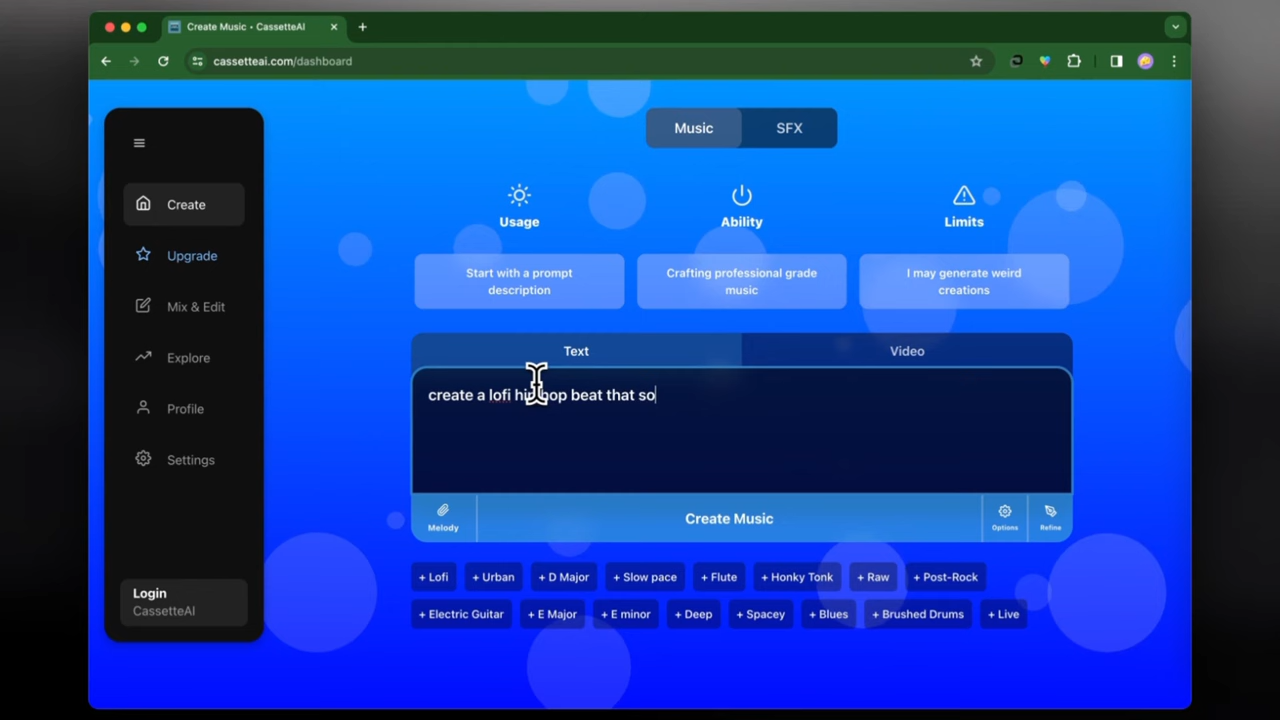 Create Music • CassetteAI
cassetteai.com/dashboard
Music
SFX
Create
Upgrade
Mix & Edit
Explore
Profile
Settings
Login
CassetteAI
Usage
Ability
Limits
Start with a prompt
description
Crafting professional grade
music
I may generate weird
creations
Text
Video
create a lofi hip hop beat that so
Melody
Create Music
Options
Refine
+ Lofi
+ Urban
+ D Major
+ Slow pace
+ Flute
+ Honky Tonk
+ Raw
+ Post-Rock
+ Electric Guitar
+ E Major
+ E minor
+ Deep
+ Spacey
+ Blues
+ Brushed Drums
+ Live